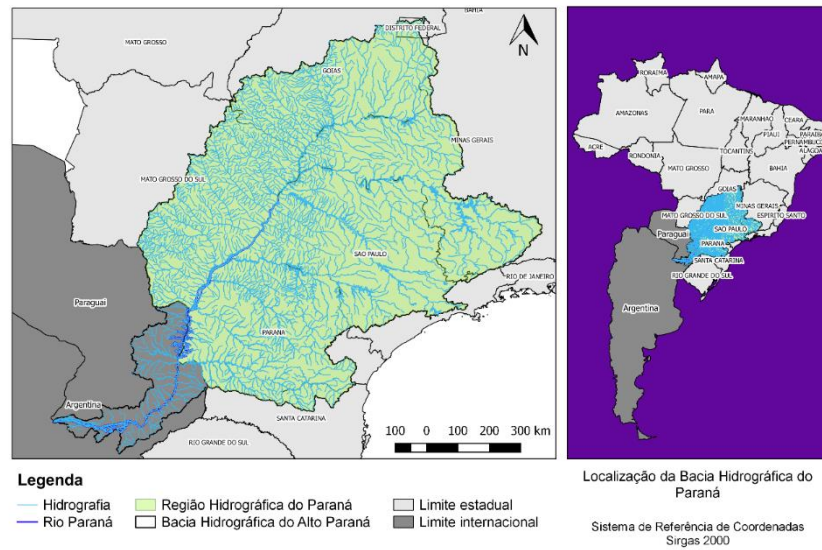 BAHIA
DISTRITO FEDERAL
MATO GROSSO
GOIAS
N
MINAS GERAIS
MATO GROSSO DO SUL
SAO PAULO
RIO DE JANEIRO
Paraguai
PARANA
Argentina
SANTA CATARINA
RIO GRANDE DO SUL
100 0 100 200 300 km
RORAIMA
AMAPA
AMAZONAS
PARA
MARANHAO
CEARA
PIAUI
PARAIBA
PERNAMBUCO
ALAGOA
ACRE
RONDONIA
TOCANTINS
MATO GROSSO
BAHIA
GOIAS
MINAS GERAIS
MATO GROSSO DO SUL
ESPIRITO SANTO
SAO PAULO
Paraguai
PARANA
SANTA CATARINA
RIO GRANDE DO SUL
Argentina
Legenda
Hidrografia
Região Hidrográfica do Paraná
Limite estadual
Rio Paraná
Bacia Hidrográfica do Alto Paraná
Limite internacional
Localização da Bacia Hidrográfica do
Paraná
Sistema de Referência de Coordenadas
Sirgas 2000